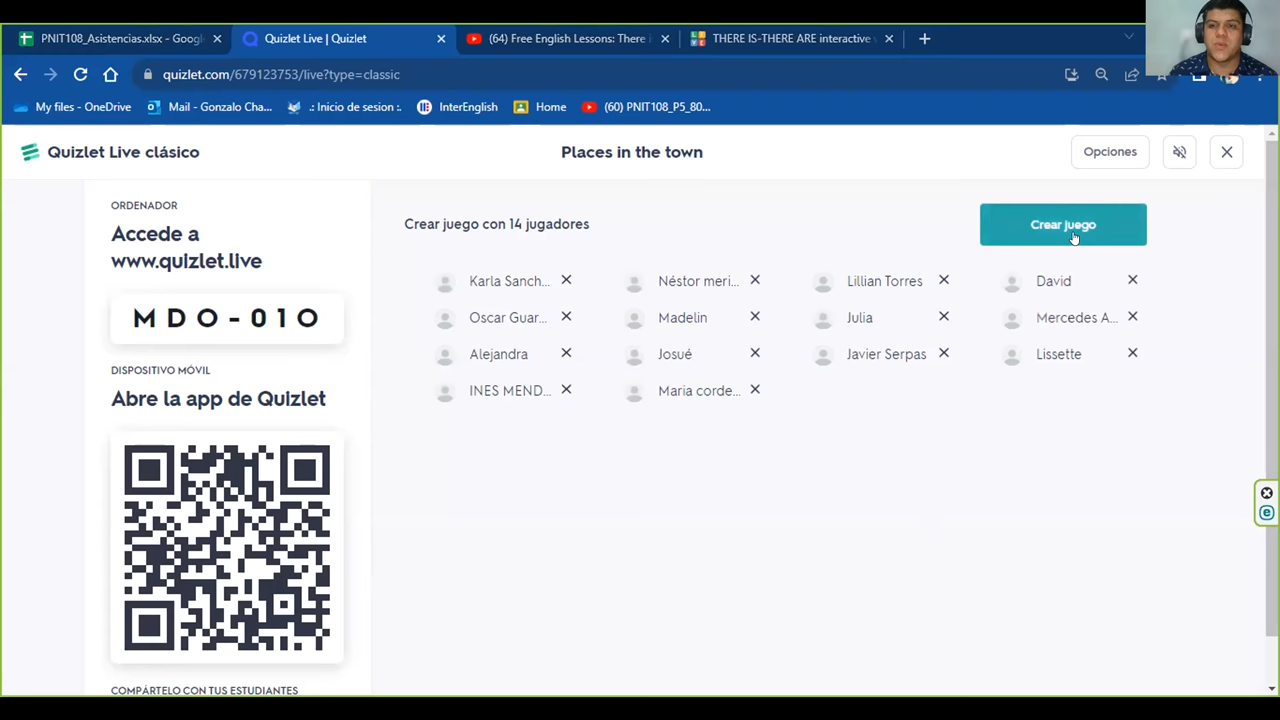 PNIT108_Asistencias.xlsx - Goog
Quizlet Live | Quizlet
(64) Free English Lessons: There i
THERE IS-THERE ARE interactive
quizlet.com/679123753/live?type=classic
My files - OneDrive
Mail - Gonzalo Cha...
.: Inicio de sesion :.
InterEnglish
Home
(60) PNIT108_P5_80...
Quizlet Live clásico
Places in the town
Opciones
ORDENADOR
Accede a
www.quizlet.live
MDO-010
DISPOSITIVO MÓVIL
Abre la app de Quizlet
COMPÁRTELO CON TUS ESTUDIANTES
Crear juego con 14 jugadores
Crear juego
Karla Sanch...
Néstor meri...
Lillian Torres
David
Oscar Guar...
Madelin
Julia
Mercedes A...
Alejandra
Josué
Javier Serpas
Lissette
INES MEND...
Maria corde...